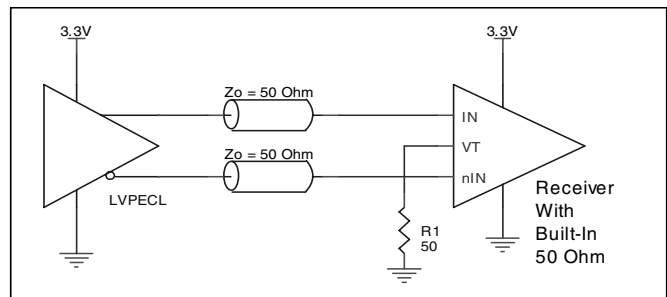 3.3V
3.3V
Zo = 50 Ohm
IN
VT
Zo = 50 Ohm
nIN
LVPECL
R1
50
Receiver
With
Built-In
50 Ohm